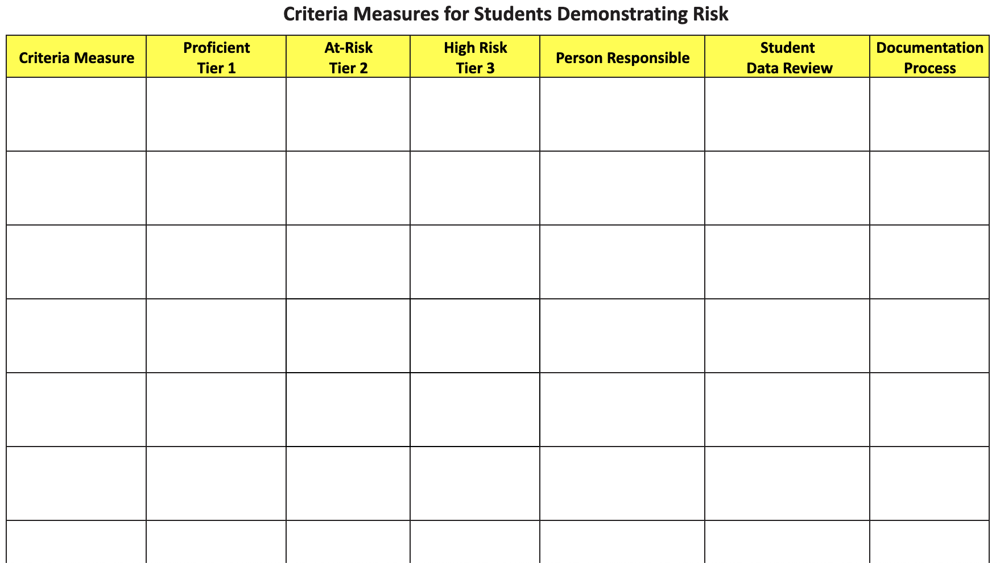 Criteria Measures for Students Demonstrating Risk
Criteria Measure
Proficient
Tier 1
At-Risk
Tier 2
High Risk
Tier 3
Person Responsible
Student
Data Review
Documentation
Process